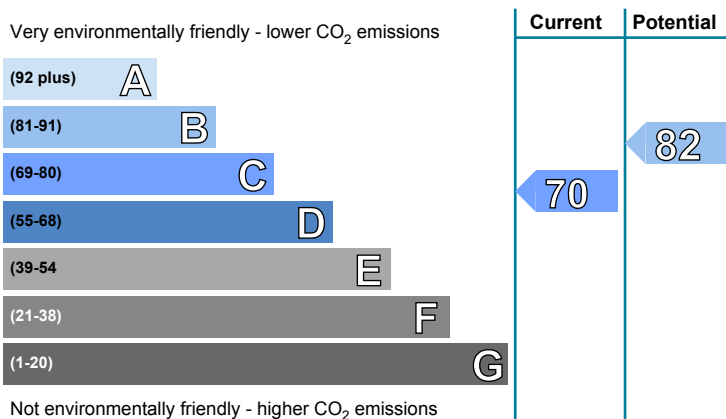 Current Potential
Very environmentally friendly - lower CO2 emissions
(92 plus) A
(81-91) B
82
(69-80) C
70
(55-68) D
(39-54 E
(21-38) F
(1-20) G
Not environmentally friendly - higher CO2 emissions